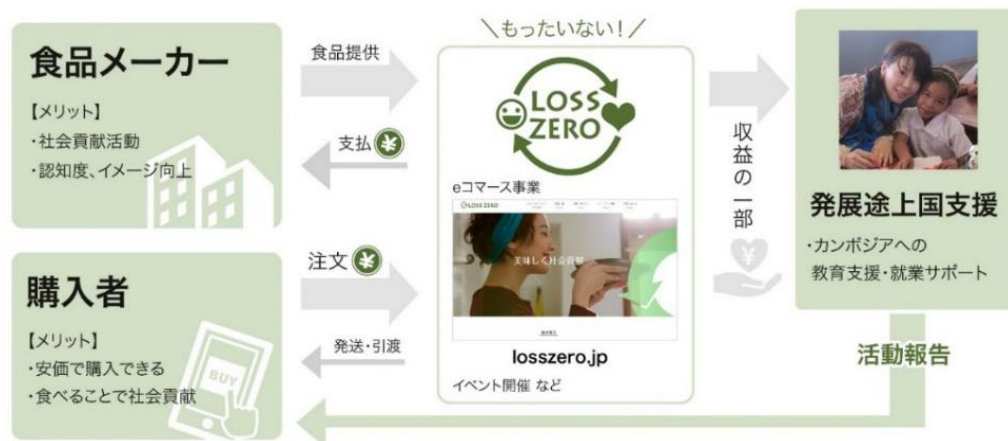 \もったいない!/
食品メーカー
【メリット】
・社会貢献活動
・認知度、イメージ向上
食品提供
支払
LOSS
ZERO
eコマース事業
LOSS ZERO
美味しく社会貢献
losszero.jp
イベント開催 など
購入者
【メリット】
・安価で購入できる
・食べることで社会貢献
BUY
注文
発送・引渡
収益の一部
¥
発展途上国支援
・カンボジアへの
教育支援・就業サポート
活動報告